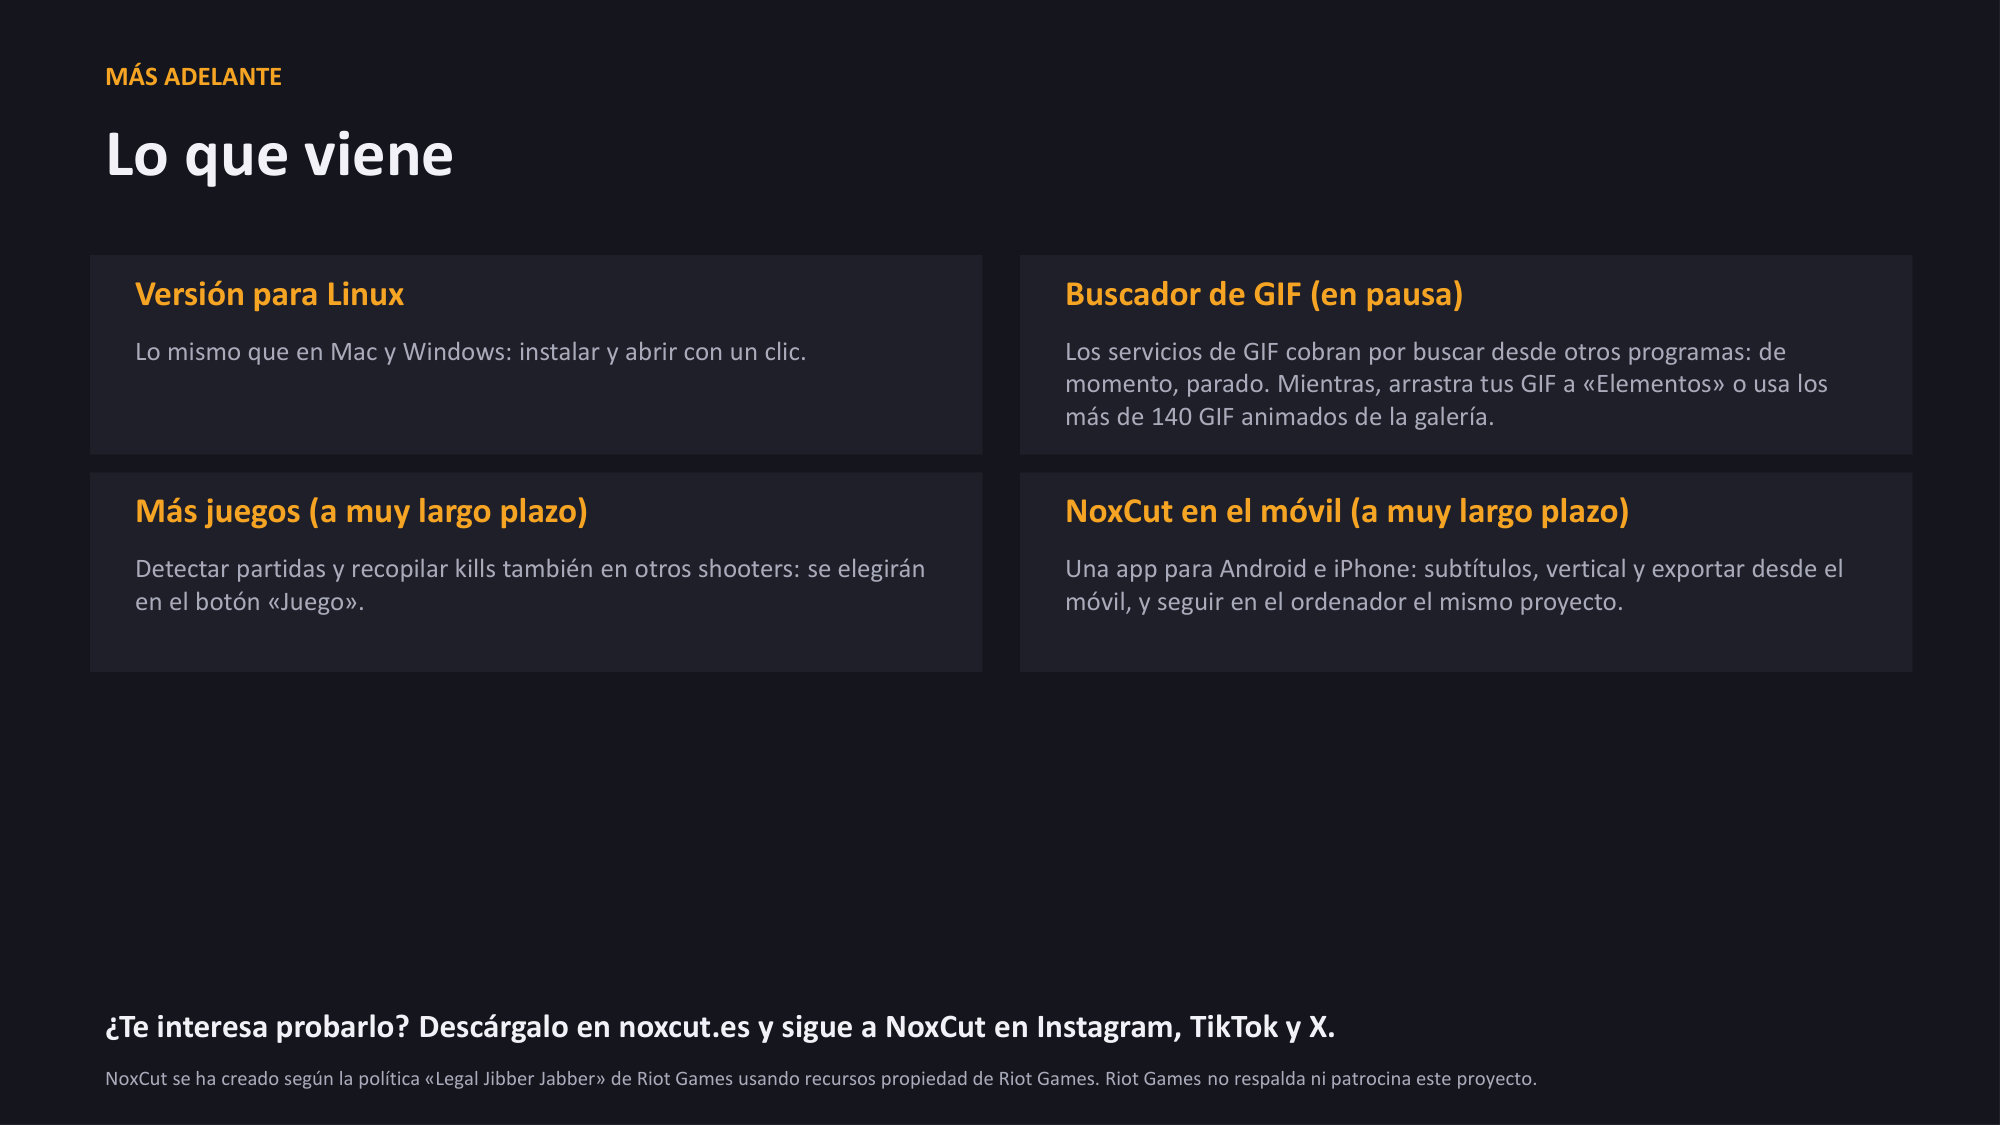 MÁS ADELANTE
Lo que viene
Versión para Linux
Lo mismo que en Mac y Windows: instalar y abrir con un clic.
Buscador de GIF (en pausa)
Los servicios de GIF cobran por buscar desde otros programas: de
momento, parado. Mientras, arrastra tus GIF a «Elementos» o usa los
más de 140 GIF animados de la galería.
Más juegos (a muy largo plazo)
Detectar partidas y recopilar kills también en otros shooters: se elegirán
en el botón «Juego».
NoxCut en el móvil (a muy largo plazo)
Una app para Android e iPhone: subtítulos, vertical y exportar desde el
móvil, y seguir en el ordenador el mismo proyecto.
¿Te interesa probarlo? Descárgalo en noxcut.es y sigue a NoxCut en Instagram, TikTok y X.
NoxCut se ha creado según la política «Legal Jibber Jabber» de Riot Games usando recursos propiedad de Riot Games. Riot Games no respalda ni patrocina este proyecto.